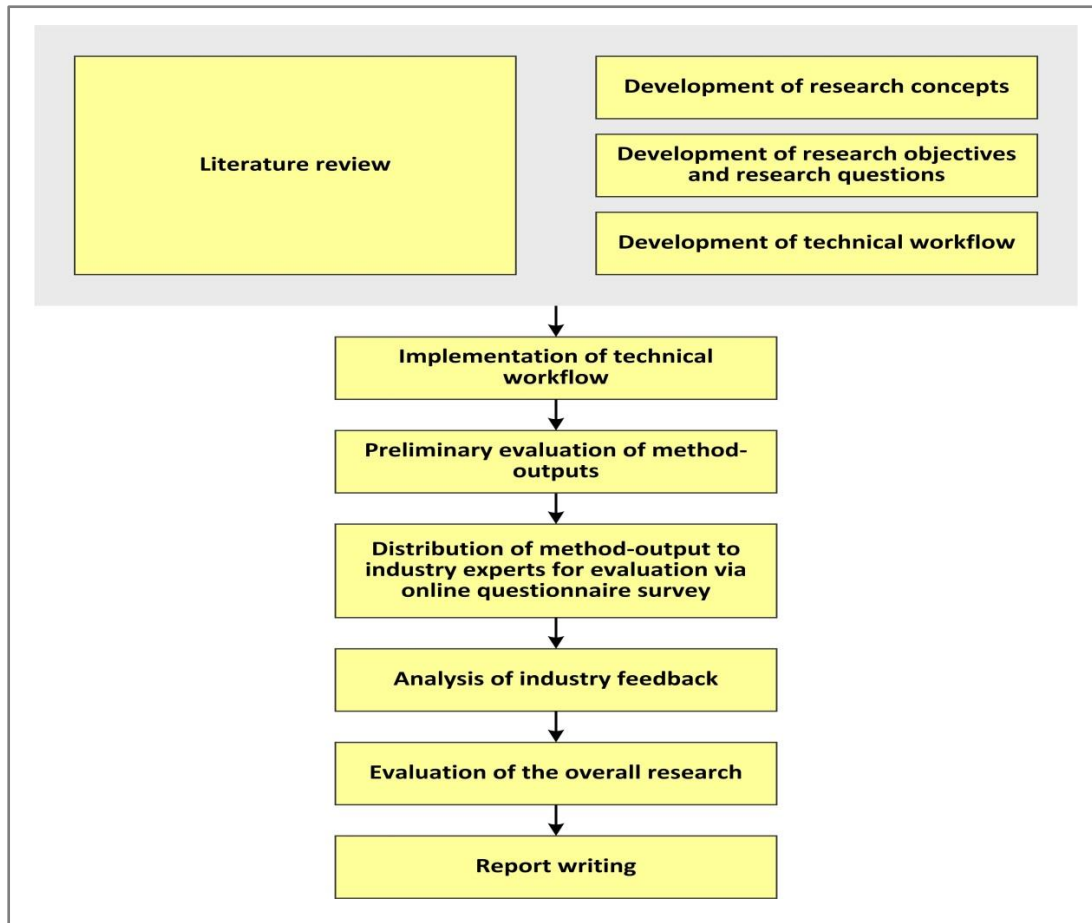 Literature review
Development of research concepts
Development of research objectives
and research questions
Development of technical workflow
Implementation of technical
workflow
Preliminary evaluation of method-
outputs
Distribution of method-output to
industry experts for evaluation via
online questionnaire survey
Analysis of industry feedback
Evaluation of the overall research
Report writing